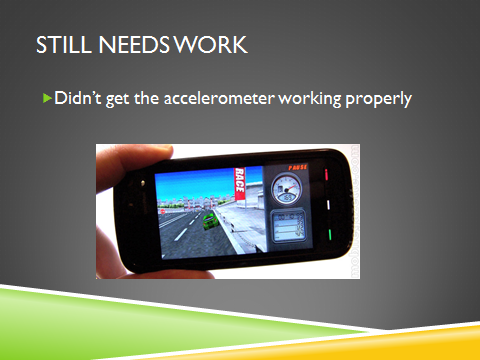 STILL NEEDS WORK
Didn't get the accelerometer working properly
RACE
PAUSE